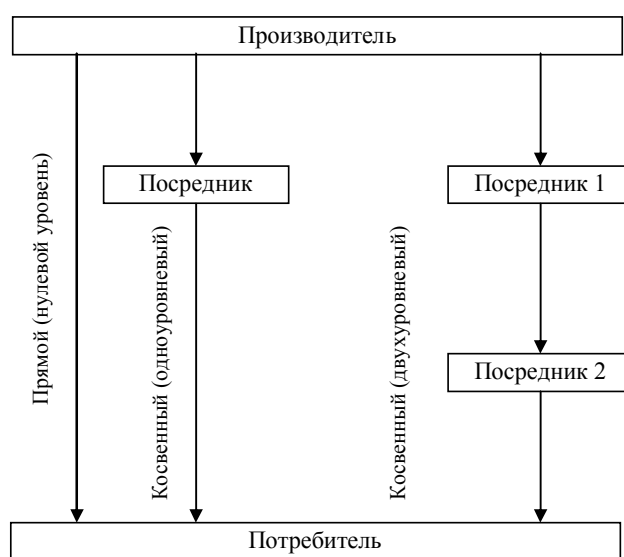 Производитель
Прямой (нулевой уровень)
Посредник
Косвенный (одноуровневый)
Посредник 1
Косвенный (двухуровневый)
Посредник 2
Потребитель